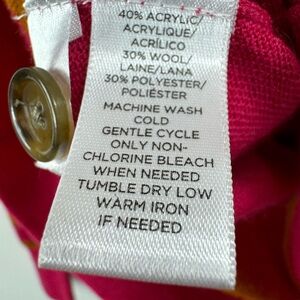 40% ACRYLIC/
ACRYLIQUE/
ACRÍLICO
30% WOOL/
LAINE/LANA
30% POLYESTER/
POLIÉSTER
MACHINE WASH
COLD
GENTLE CYCLE
ONLY NON-
CHLORINE BLEACH
WHEN NEEDED
TUMBLE DRY LOW
WARM IRON
IF NEEDED